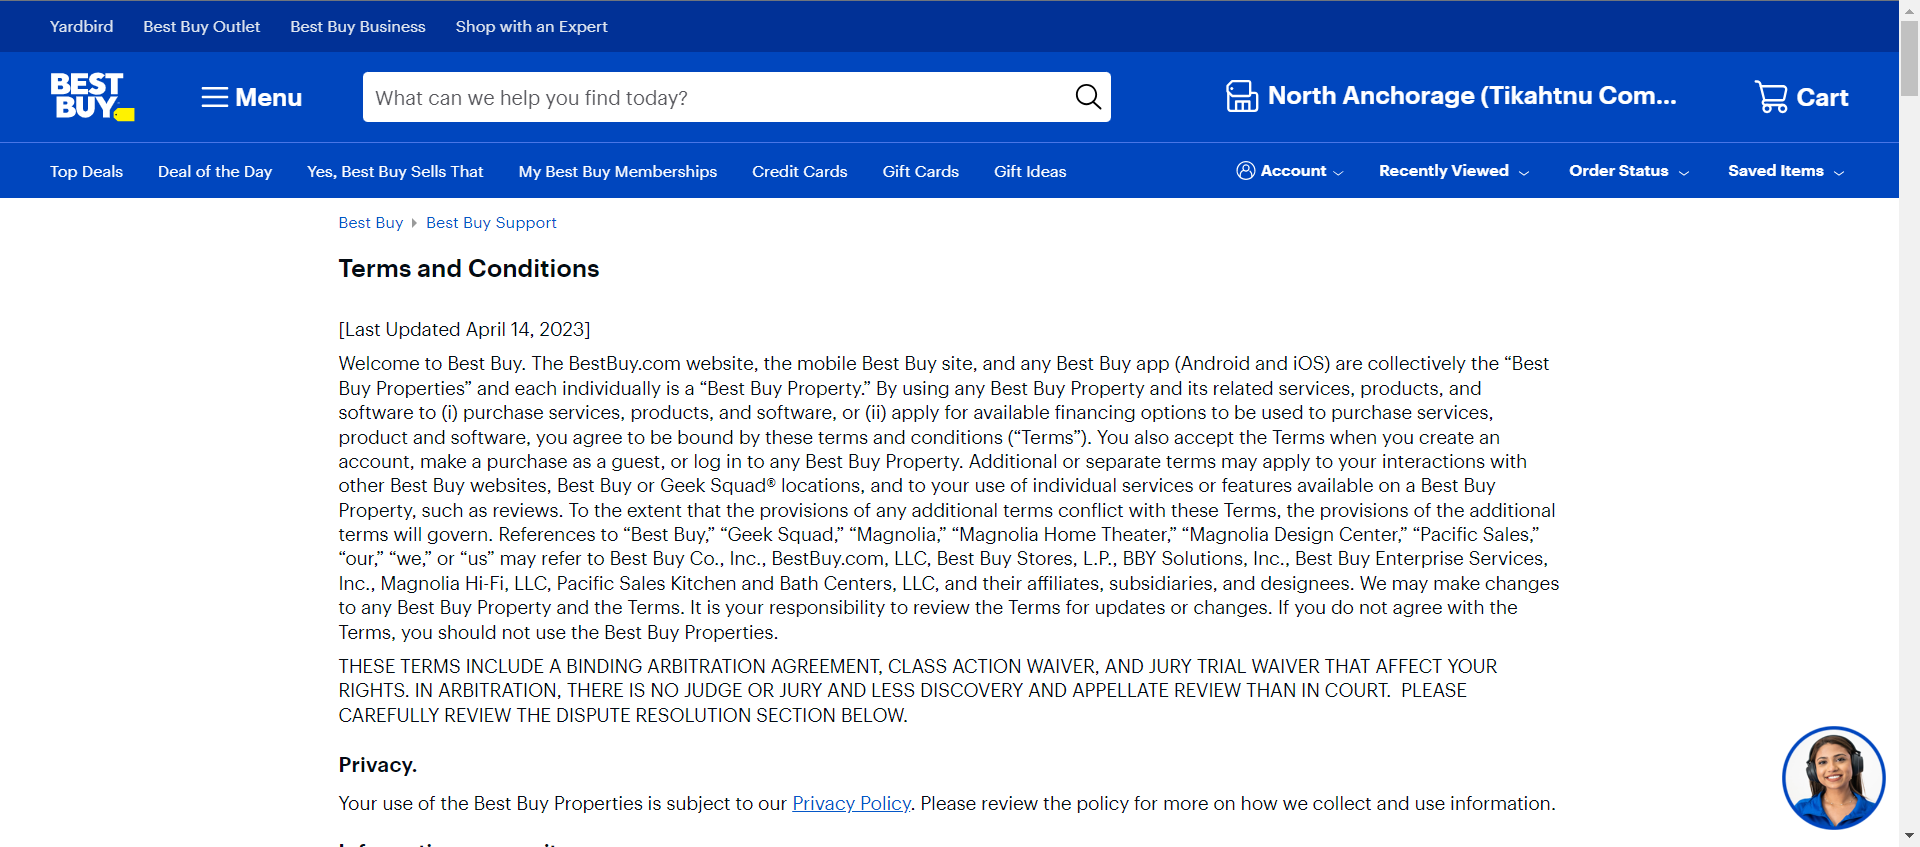 Yardbird Best Buy Outlet Best Buy Business Shop with an Expert
BEST
BUY
Menu
What can we help you find today?
North Anchorage (Tikahtnu Com...
Cart
Top Deals Deal of the Day Yes, Best Buy Sells That My Best Buy Memberships Credit Cards Gift Cards Gift Ideas Account Recently Viewed Order Status Saved Items
Best Buy Best Buy Support
Terms and Conditions
[Last Updated April 14, 2023]
Welcome to Best Buy. The BestBuy.com website, the mobile Best Buy site, and any Best Buy app (Android and iOS) are collectively the “Best
Buy Properties” and each individually is a “Best Buy Property.” By using any Best Buy Property and its related services, products, and
software to (i) purchase services, products, and software, or (ii) apply for available financing options to be used to purchase services,
product and software, you agree to be bound by these terms and conditions (“Terms”). You also accept the Terms when you create an
account, make a purchase as a guest, or log in to any Best Buy Property. Additional or separate terms may apply to your interactions with
other Best Buy websites, Best Buy or Geek Squad® locations, and to your use of individual services or features available on a Best Buy
Property, such as reviews. To the extent that the provisions of any additional terms conflict with these Terms, the provisions of the additional
terms will govern. References to “Best Buy,” “Geek Squad,” “Magnolia,” “Magnolia Home Theater,” “Magnolia Design Center,” “Pacific Sales,”
“our,” “we,” or “us” may refer to Best Buy Co., Inc., BestBuy.com, LLC, Best Buy Stores, L.P., BBY Solutions, Inc., Best Buy Enterprise Services,
Inc., Magnolia Hi-Fi, LLC, Pacific Sales Kitchen and Bath Centers, LLC, and their affiliates, subsidiaries, and designees. We may make changes
to any Best Buy Property and the Terms. It is your responsibility to review the Terms for updates or changes. If you do not agree with the
Terms, you should not use the Best Buy Properties.
THESE TERMS INCLUDE A BINDING ARBITRATION AGREEMENT, CLASS ACTION WAIVER, AND JURY TRIAL WAIVER THAT AFFECT YOUR
RIGHTS. IN ARBITRATION, THERE IS NO JUDGE OR JURY AND LESS DISCOVERY AND APPELLATE REVIEW THAN IN COURT.  PLEASE
CAREFULLY REVIEW THE DISPUTE RESOLUTION SECTION BELOW.
Privacy.
Your use of the Best Buy Properties is subject to our Privacy Policy. Please review the policy for more on how we collect and use information.